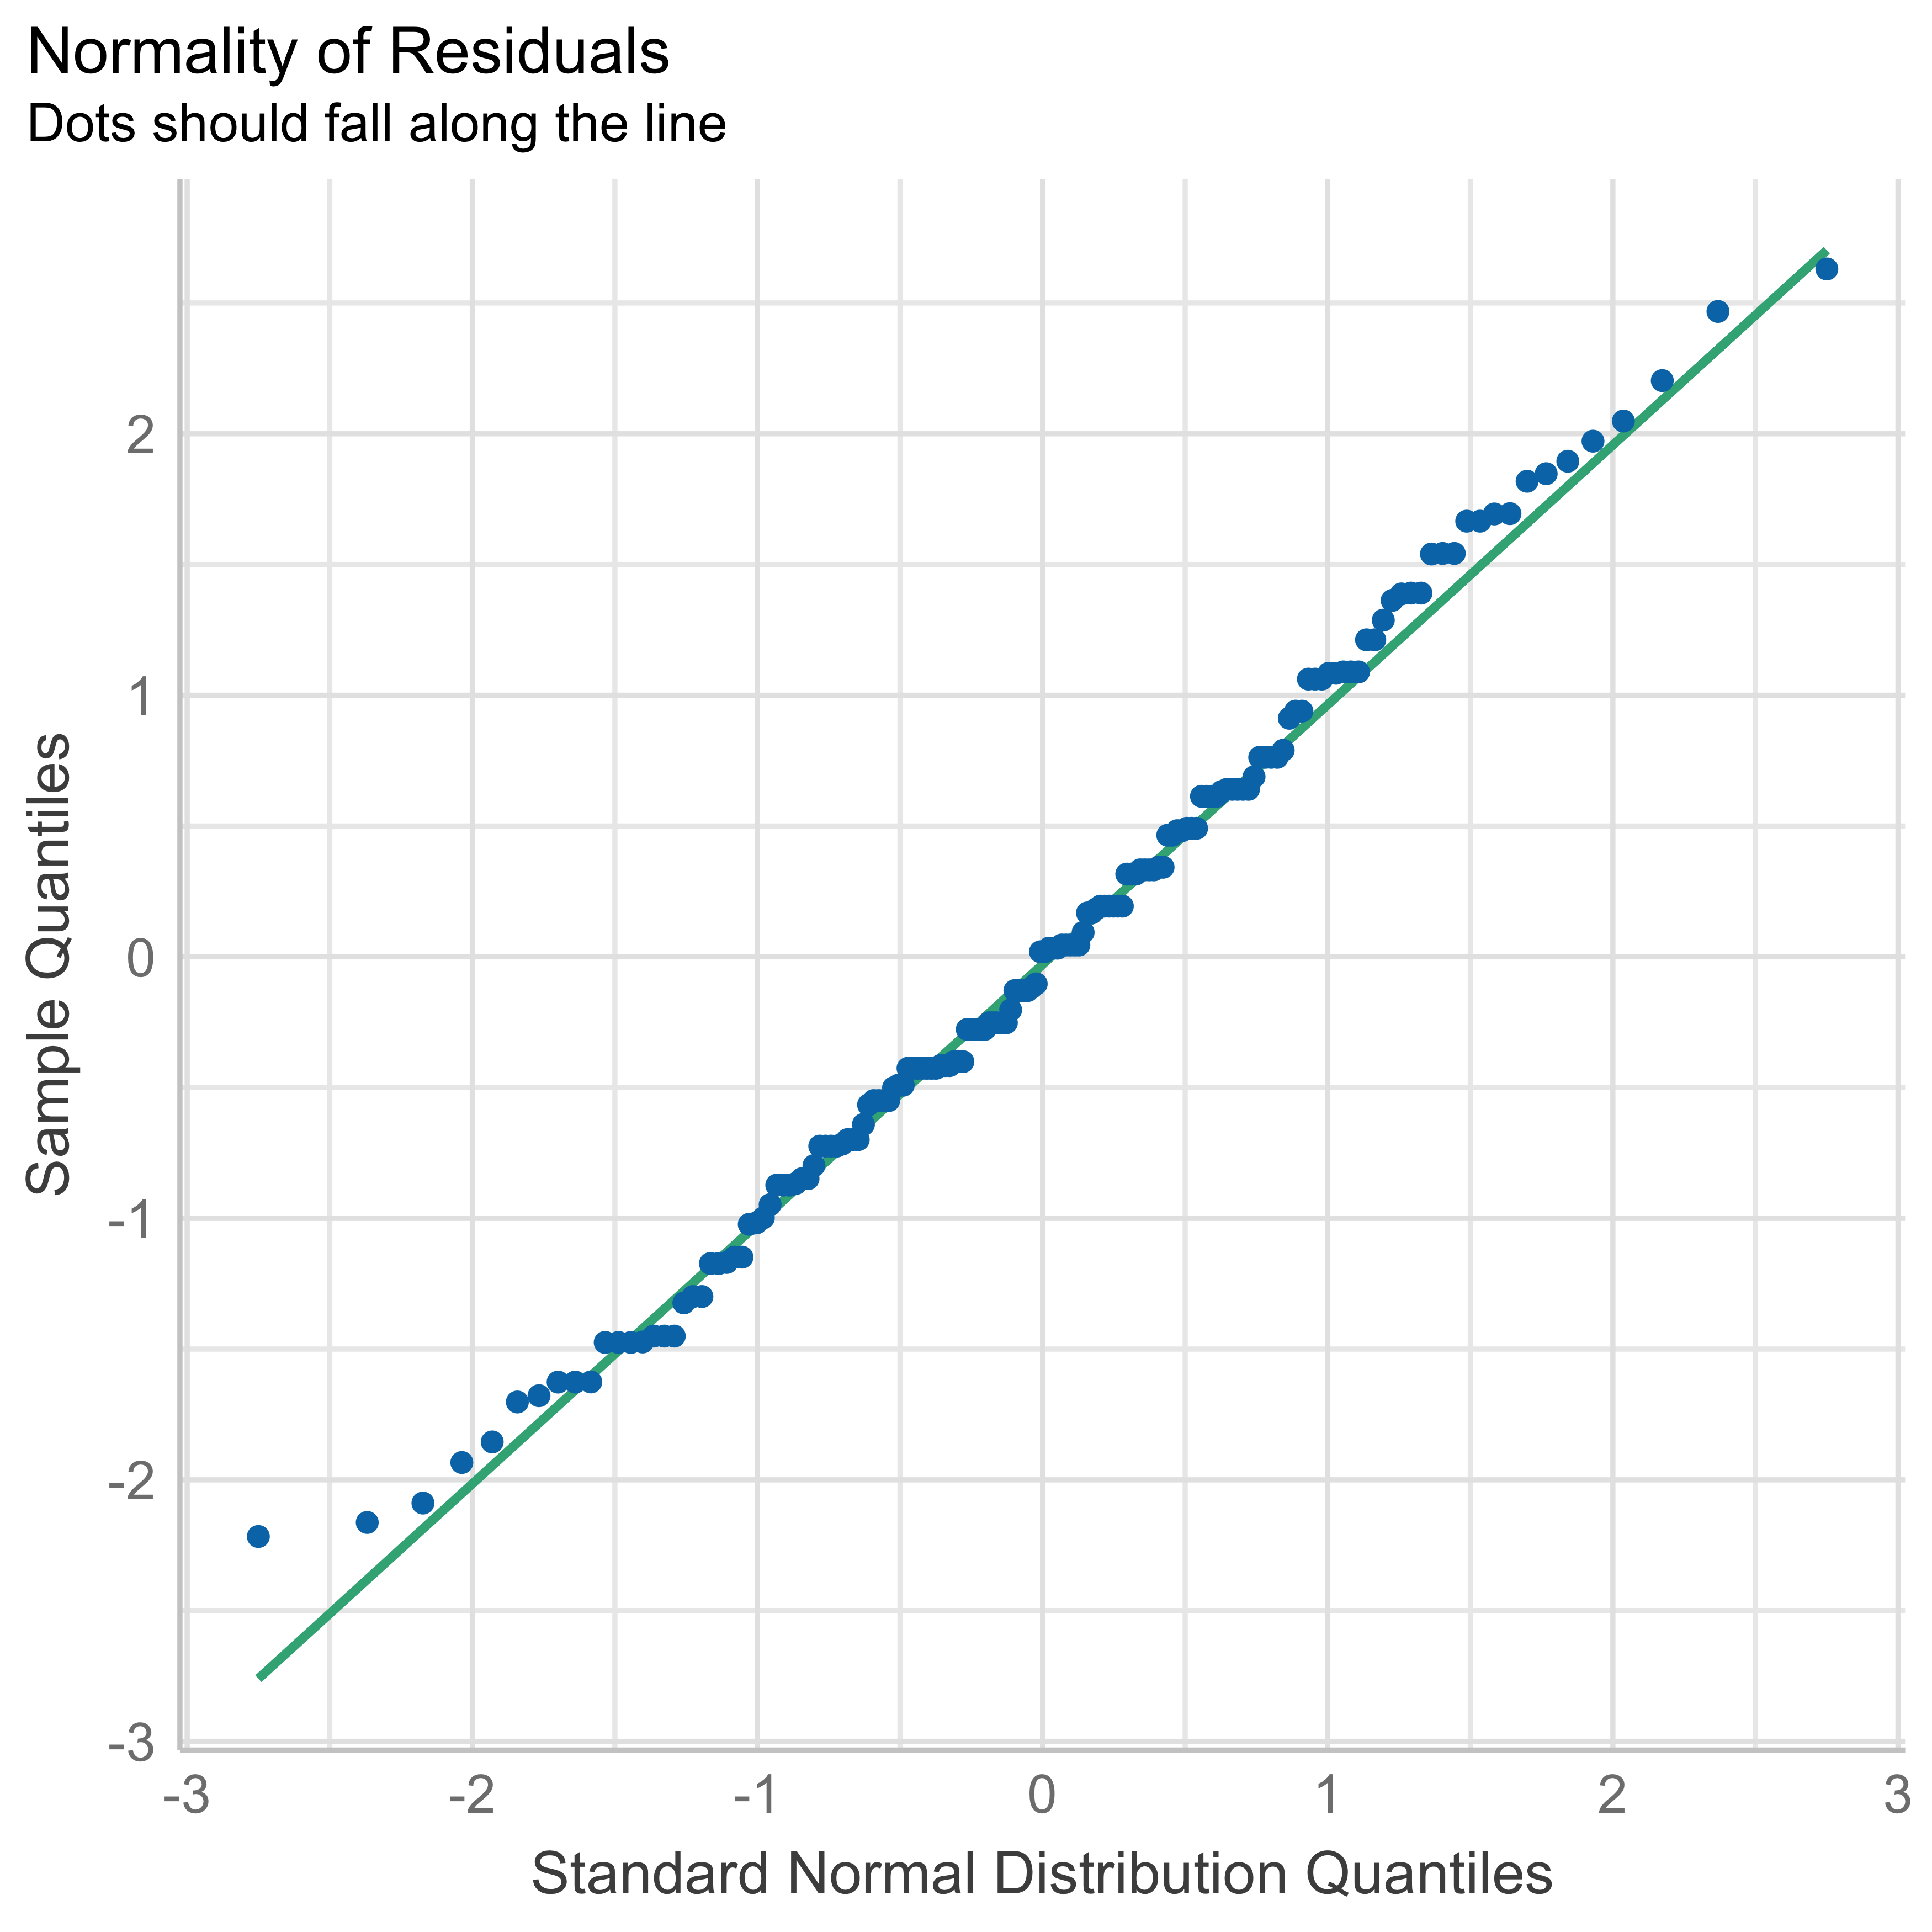 Normality of Residuals
Dots should fall along the line
2
1
0
-1
-2
-3
Sample Quantiles
-3 -2 -1 0 1 2 3
Standard Normal Distribution Quantiles